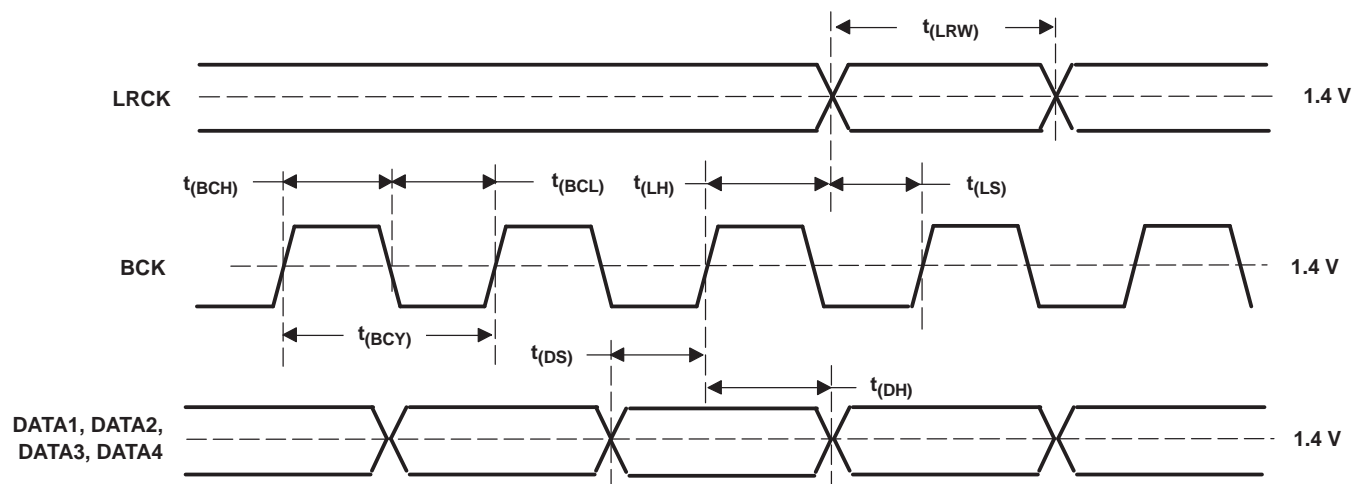 t(LRW)
LRCK
1.4 V
t(BCH)
t(BCL)
t(LH)
t(LS)
BCK
1.4 V
t(BCY)
t(DS)
t(DH)
DATA1, DATA2,
DATA3, DATA4
1.4 V